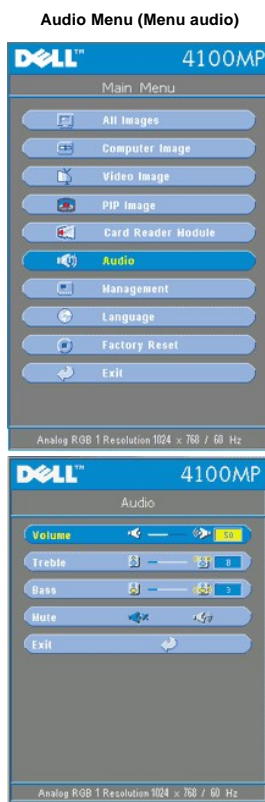 Audio Menu (Menu audio)
DELL™ 4100MP
Main Menu
All Images
Computer Image
Video Image
PIP Image
Card Reader Module
Audio
Management
Language
Factory Reset
Exit
Analog RGB 1 Resolution 1024 x 768 / 60 Hz
DELL™ 4100MP
Audio
Volume 50
Treble 8
Bass 3
Mute
Exit
Analog RGB 1 Resolution 1024 x 768 / 60 Hz